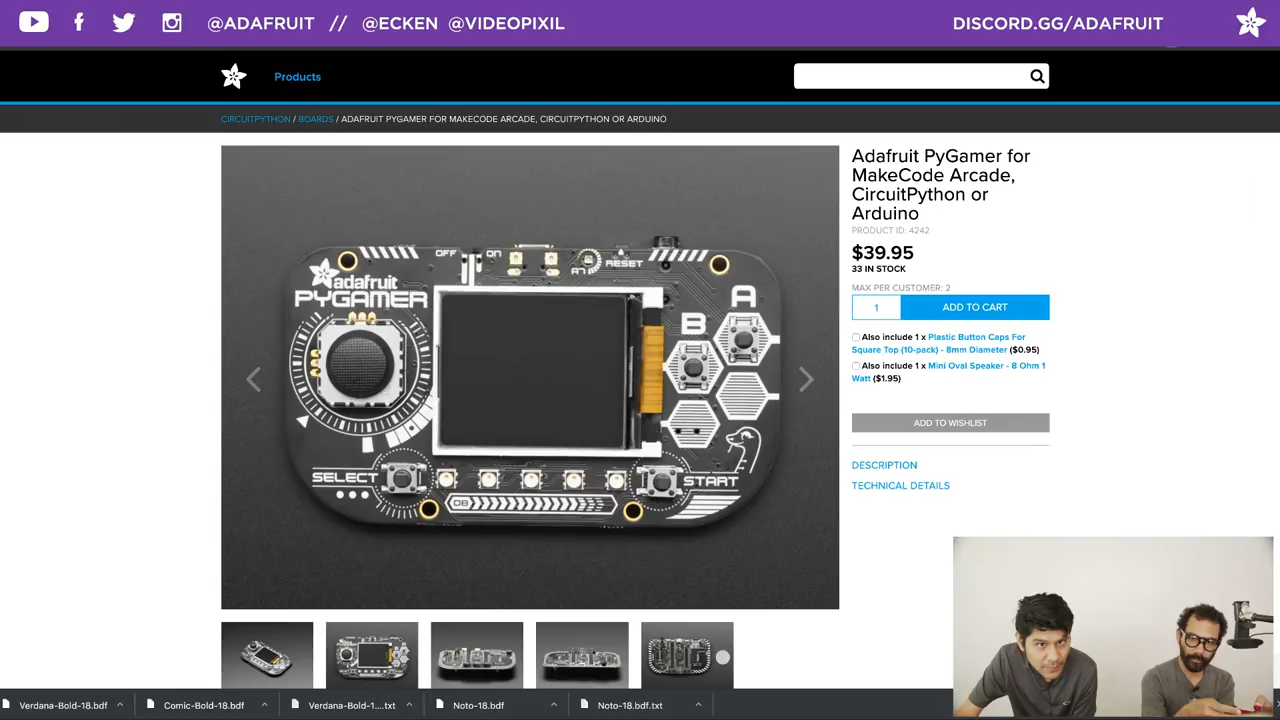 @ADAFRUIT // @ECKEN @VIDEOPIXIL
DISCORD.GG/ADAFRUIT
Products
CIRCUITPYTHON / BOARDS / ADAFRUIT PYGAMER FOR MAKECODE ARCADE, CIRCUITPYTHON OR ARDUINO
OFF
ON
A1
RESET
adafruit
PYGAMER
A
B
SELECT
START
D8
Adafruit PyGamer for
MakeCode Arcade,
CircuitPython or
Arduino
PRODUCT ID: 4242
$39.95
33 IN STOCK
MAX PER CUSTOMER: 2
1
ADD TO CART
Also include 1 x Plastic Button Caps For
Square Top (10-pack) - 8mm Diameter ($0.95)
Also include 1 x Mini Oval Speaker - 8 Ohm 1
Watt ($1.95)
ADD TO WISHLIST
DESCRIPTION
TECHNICAL DETAILS
Verdana-Bold-18.bdf
Comic-Bold-18.bdf
Verdana-Bold-1....txt
Noto-18.bdf
Noto-18.bdf.txt